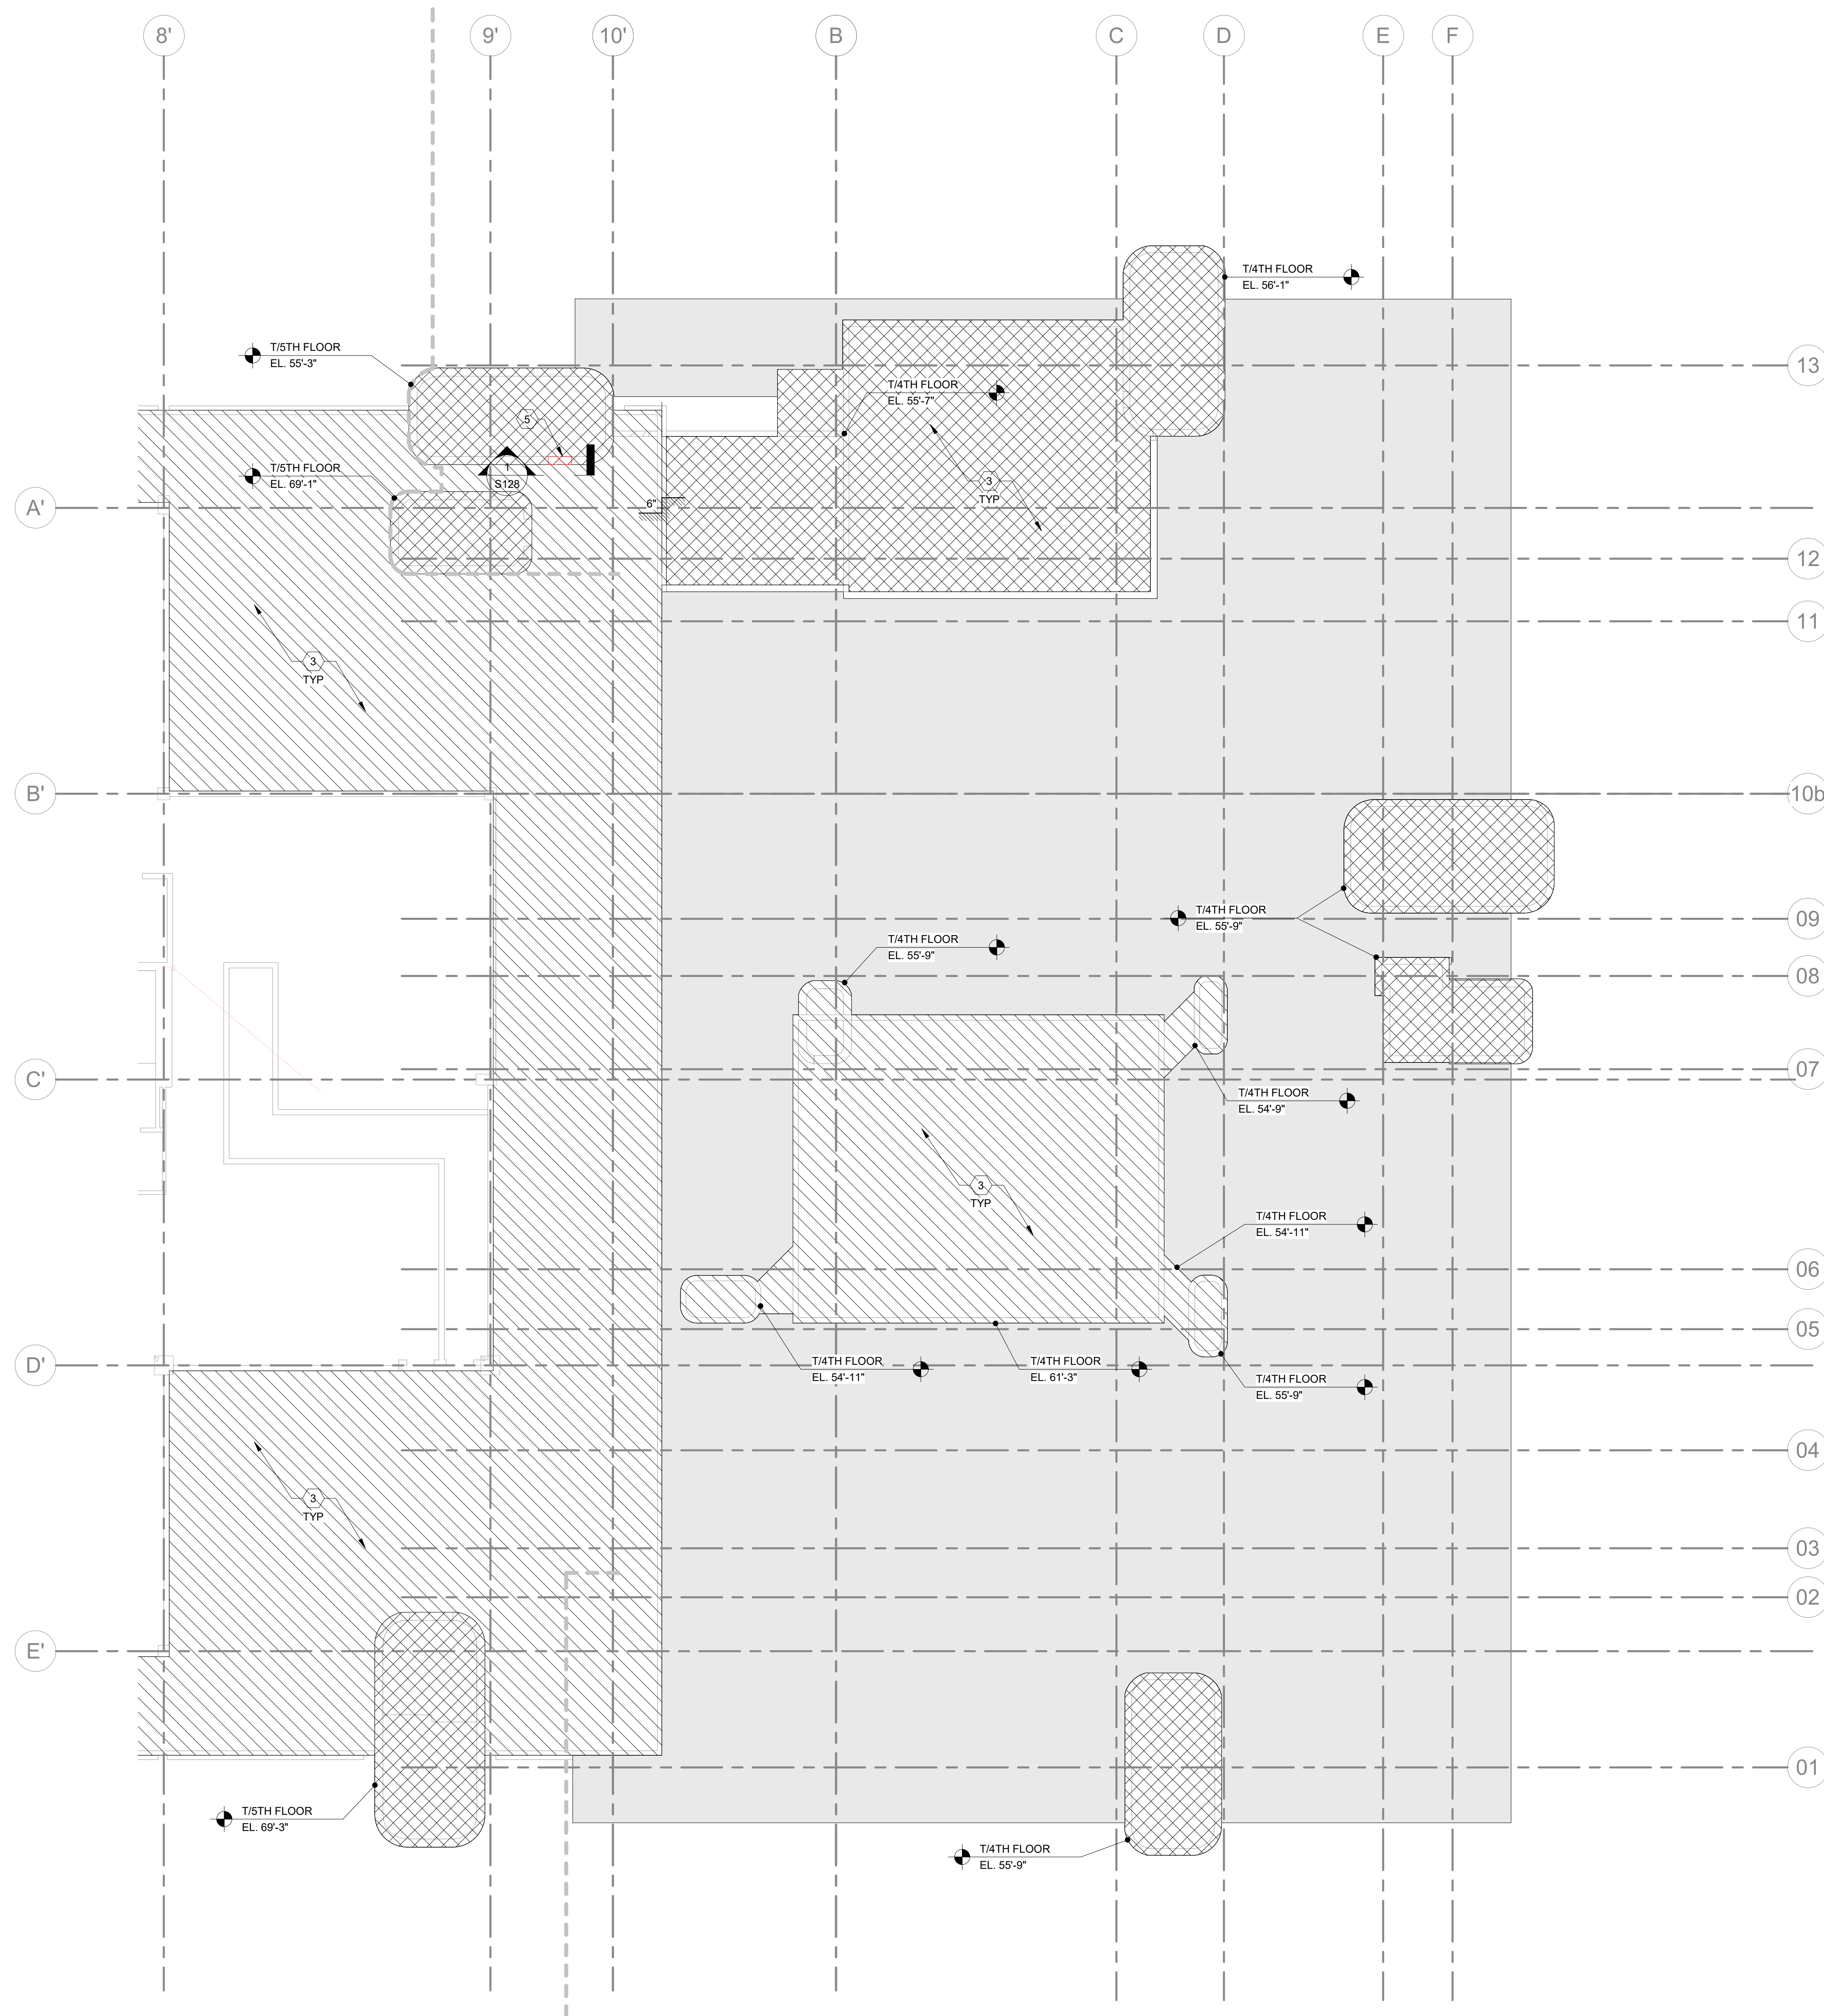 8'
9'
10'
B
C
D
E
F
T/4TH FLOOR
EL. 56'-1"
T/5TH FLOOR
EL. 55'-3"
13
T/4TH FLOOR
EL. 55'-7"
5
T/5TH FLOOR
EL. 69'-1"
1
S128
3
TYP
6"
A'
12
11
3
TYP
B'
10b
T/4TH FLOOR
EL. 55'-9"
09
T/4TH FLOOR
EL. 55'-9"
08
07
C'
T/4TH FLOOR
EL. 54'-9"
3
TYP
T/4TH FLOOR
EL. 54'-11"
06
05
D'
T/4TH FLOOR
EL. 54'-11"
T/4TH FLOOR
EL. 61'-3"
T/4TH FLOOR
EL. 55'-9"
04
3
TYP
03
02
E'
01
T/5TH FLOOR
EL. 69'-3"
T/4TH FLOOR
EL. 55'-9"